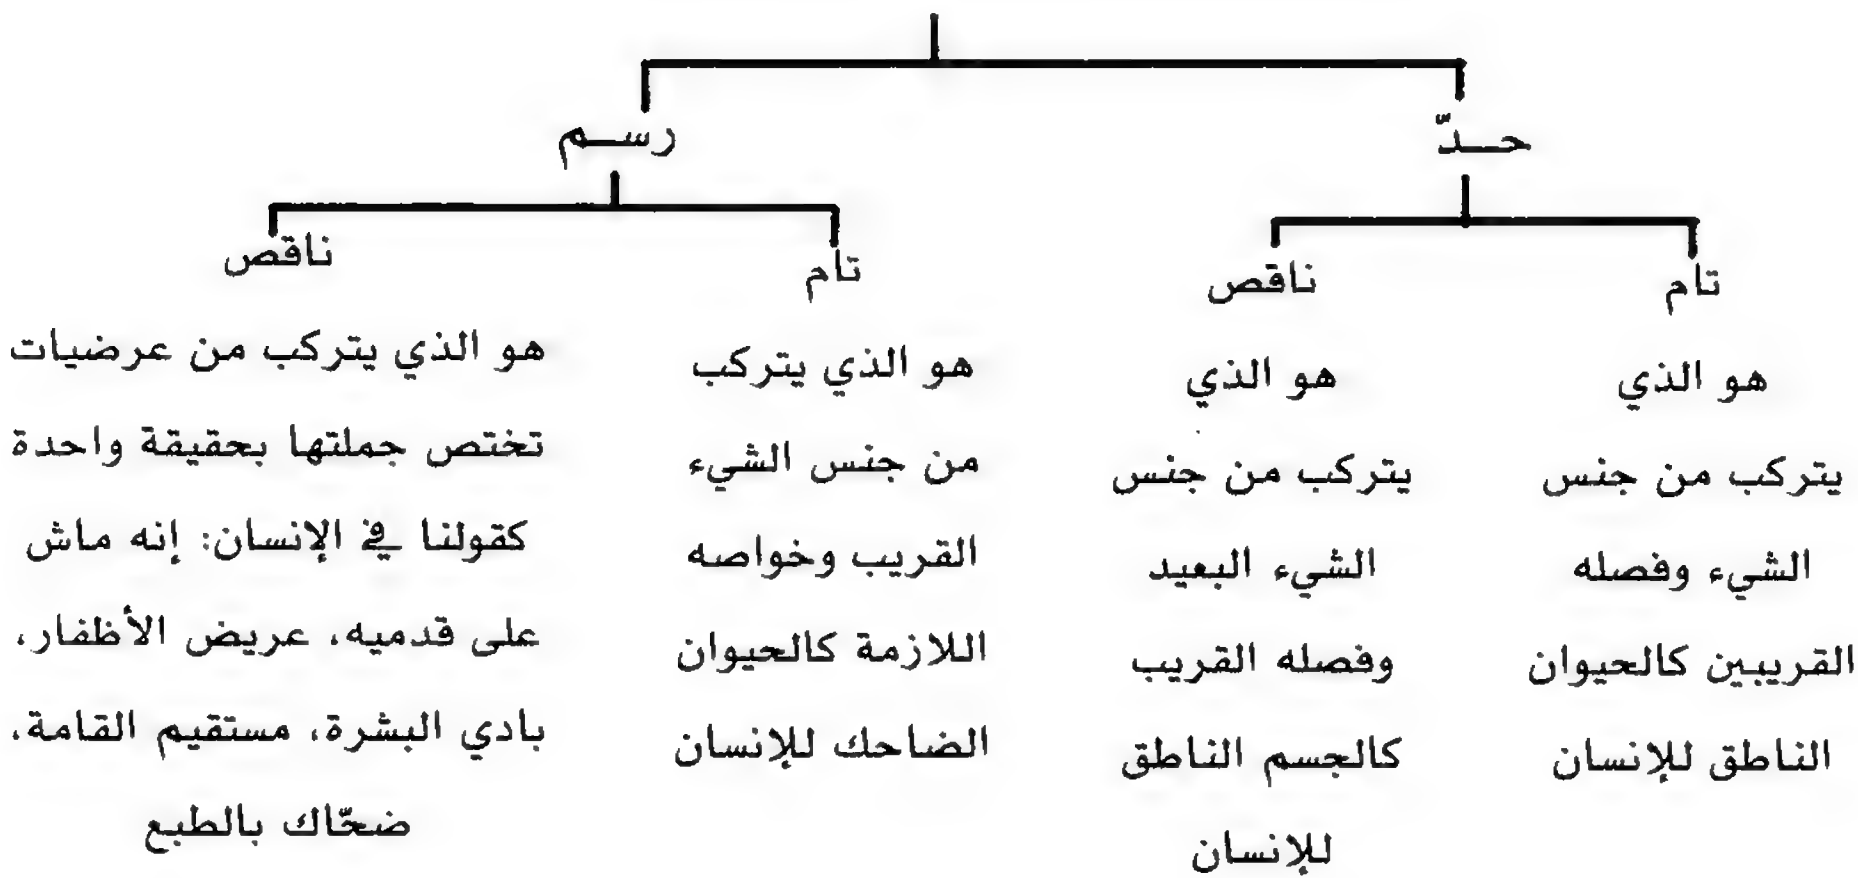 حـدّ
رسـم
تام
ناقص
تام
ناقص
هو الذي
يتركب من جنس
الشيء وفصله
القريبين كالحيوان
الناطق للإنسان
هو الذي
يتركب من جنس
الشيء البعيد
وفصله القريب
كالجسم الناطق
للإنسان
هو الذي يتركب
من جنس الشيء
القريب وخواصه
اللازمة كالحيوان
الضاحك للإنسان
هو الذي يتركب من عرضيات
تختص جملتها بحقيقة واحدة
كقولنا في الإنسان: إنه ماش
على قدميه، عريض الأظفار،
بادي البشرة، مستقيم القامة،
ضحّاك بالطبع